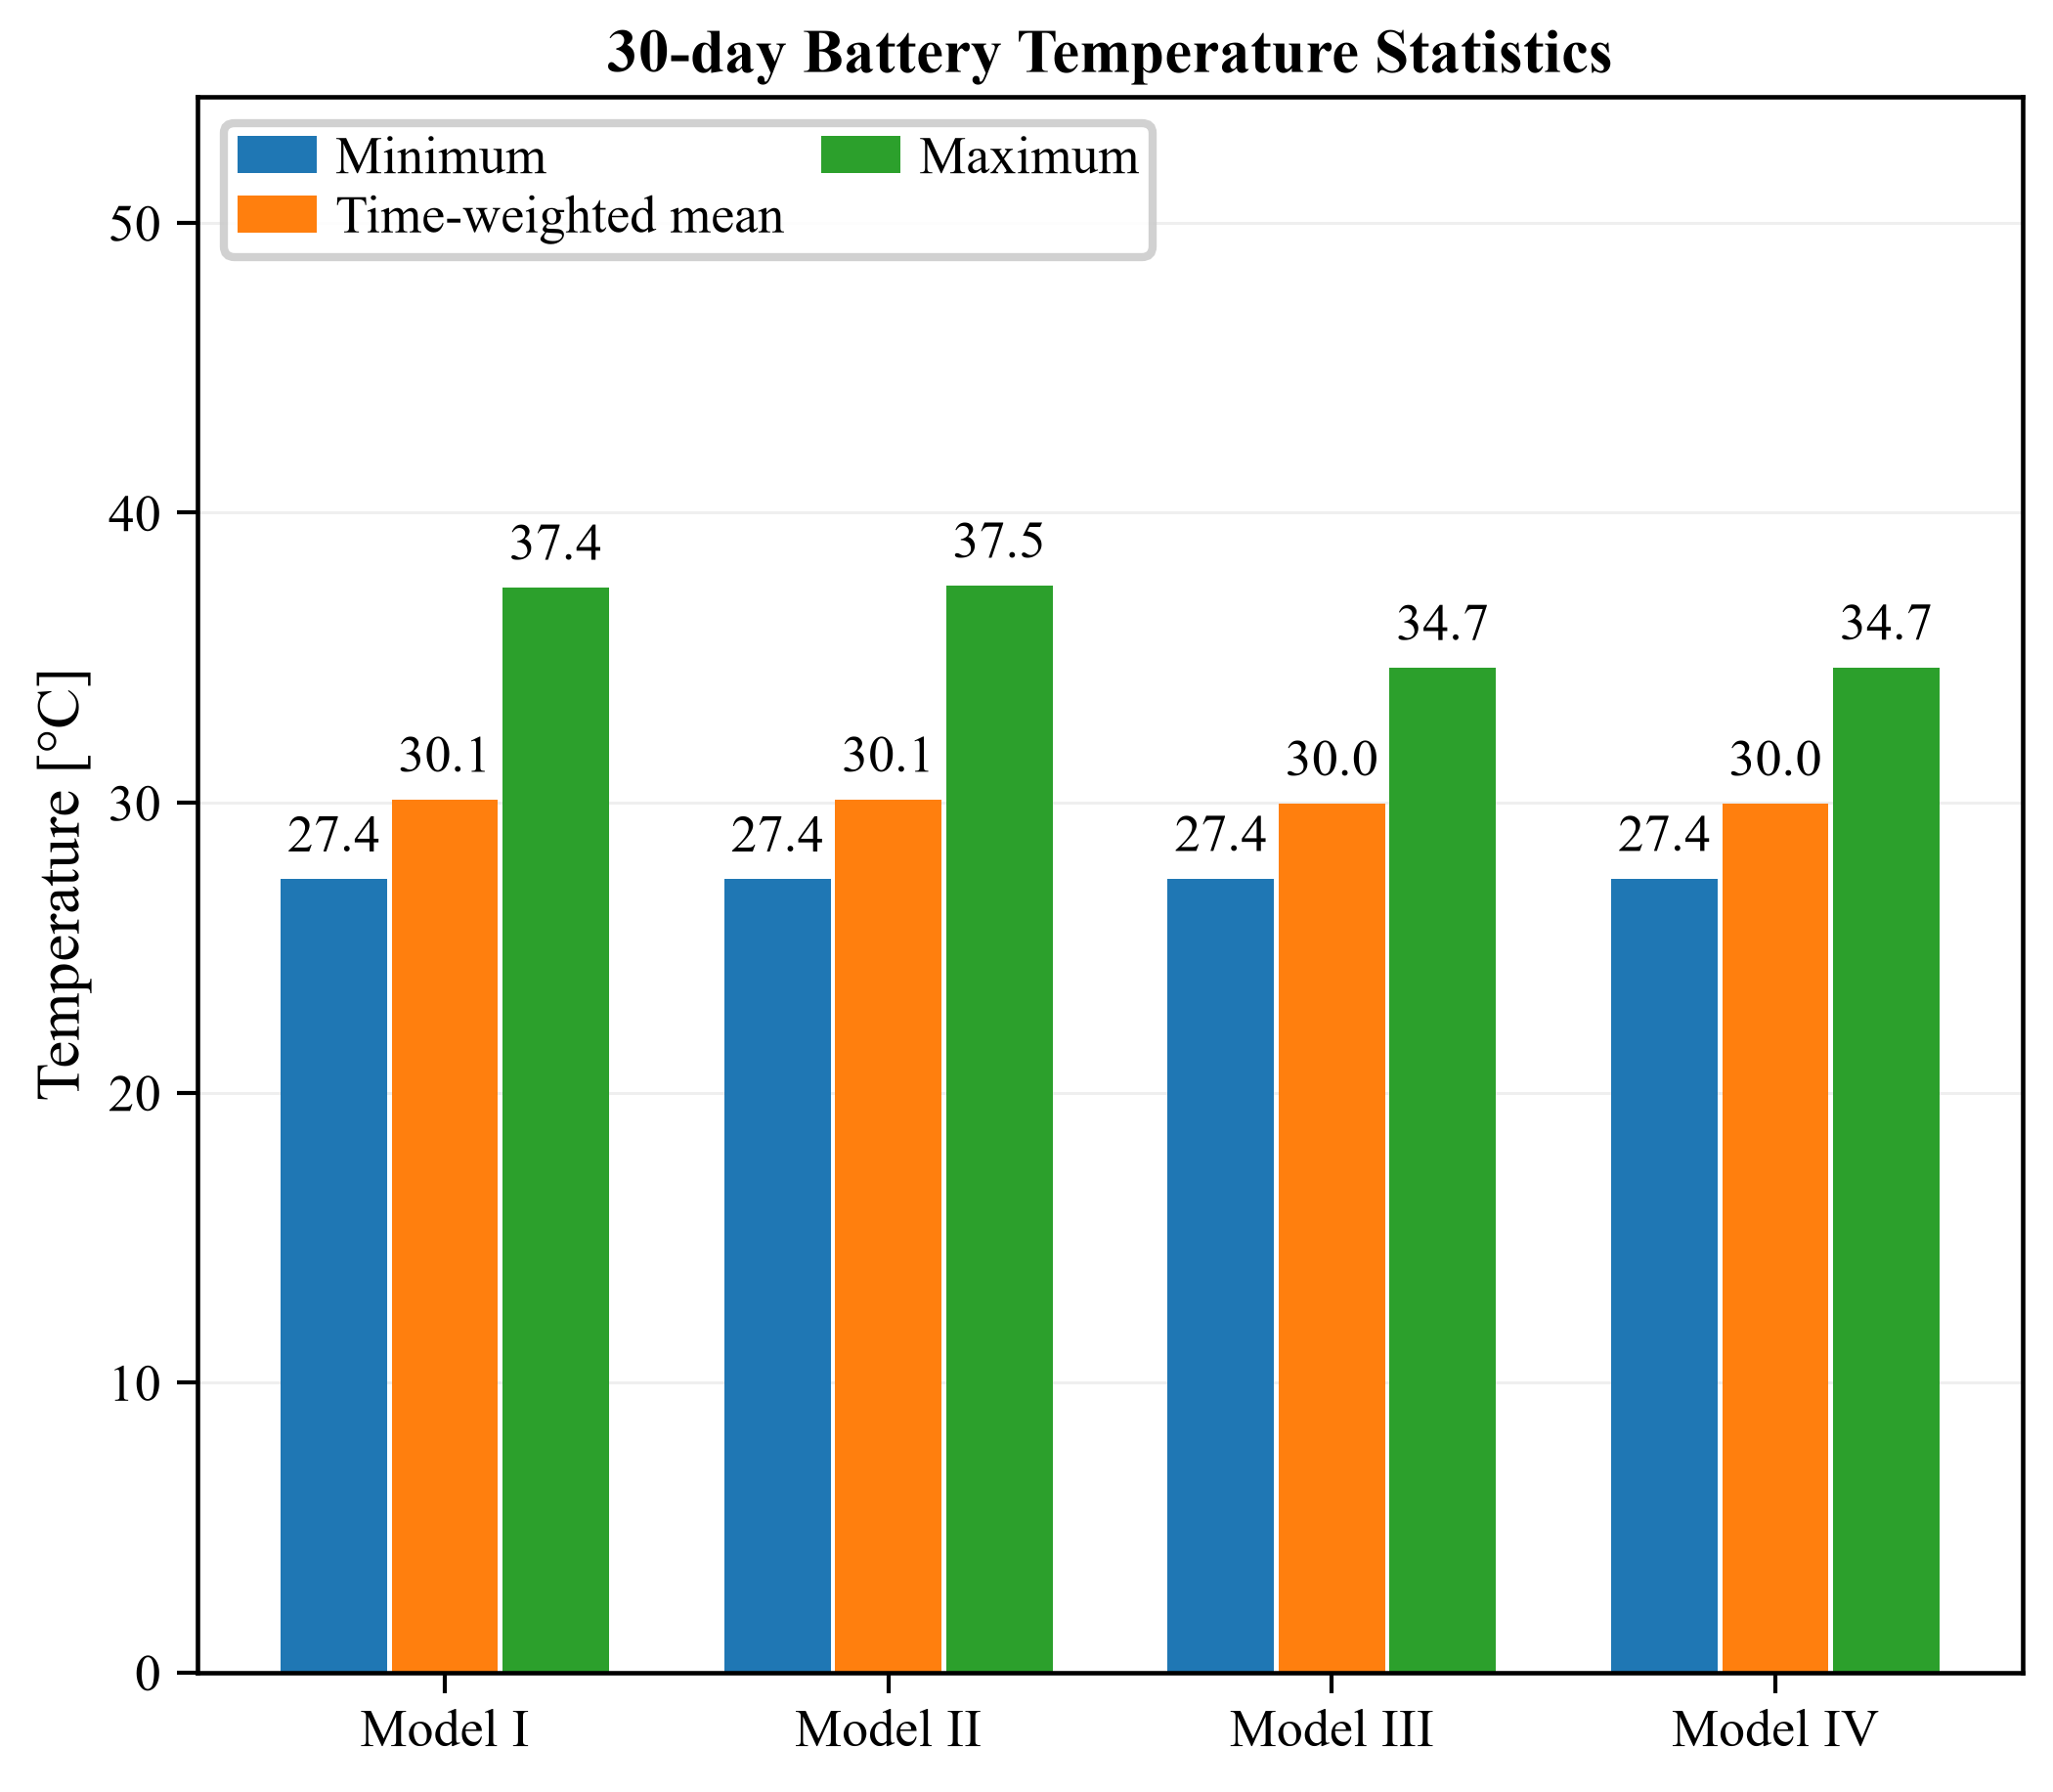 30-day Battery Temperature Statistics
Minimum
Time-weighted mean
Maximum
Temperature [°C]
50
40
30
20
10
0
27.4
30.1
37.4
27.4
30.1
37.5
27.4
30.0
34.7
27.4
30.0
34.7
Model I
Model II
Model III
Model IV